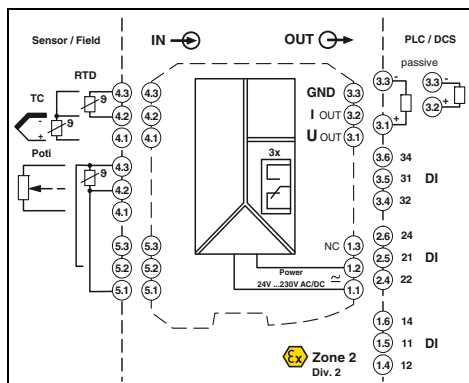 Sensor / Field
IN
OUT
PLC / DCS
RTD
TC
ϑ
ϑ
- +
Poti
ϑ
4.3
4.2
4.1
4.3
4.2
4.1
5.3
5.2
5.1
4.3
4.2
4.1
5.3
5.2
5.1
3x
GND 3.3
I OUT 3.2
U OUT 3.1
NC 1.3
Power 1.2
24V ...230V AC/DC ≃ 1.1
passive
3.3 -
3.1 +
3.3 -
3.2 +
3.6 34
3.5 31 DI
3.4 32
2.6 24
2.5 21 DI
2.4 22
1.6 14
1.5 11 DI
1.4 12
Ex Zone 2
Div. 2